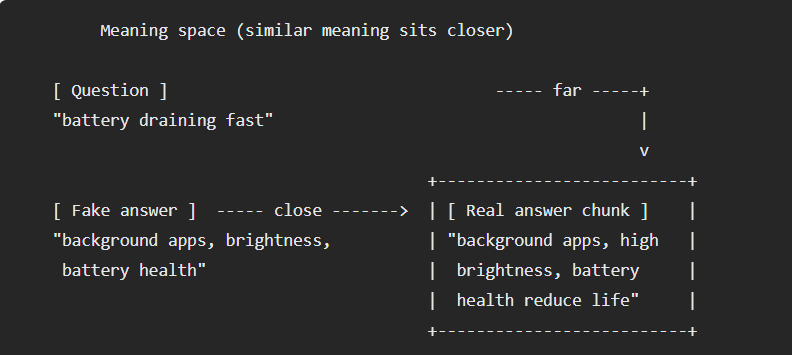 Meaning space (similar meaning sits closer)
[ Question ] ----- far -----+
"battery draining fast" |
v
+--------------------------+
[ Fake answer ] ----- close -------> | [ Real answer chunk ] |
"background apps, brightness, | "background apps, high |
battery health" | brightness, battery |
| health reduce life" |
+--------------------------+